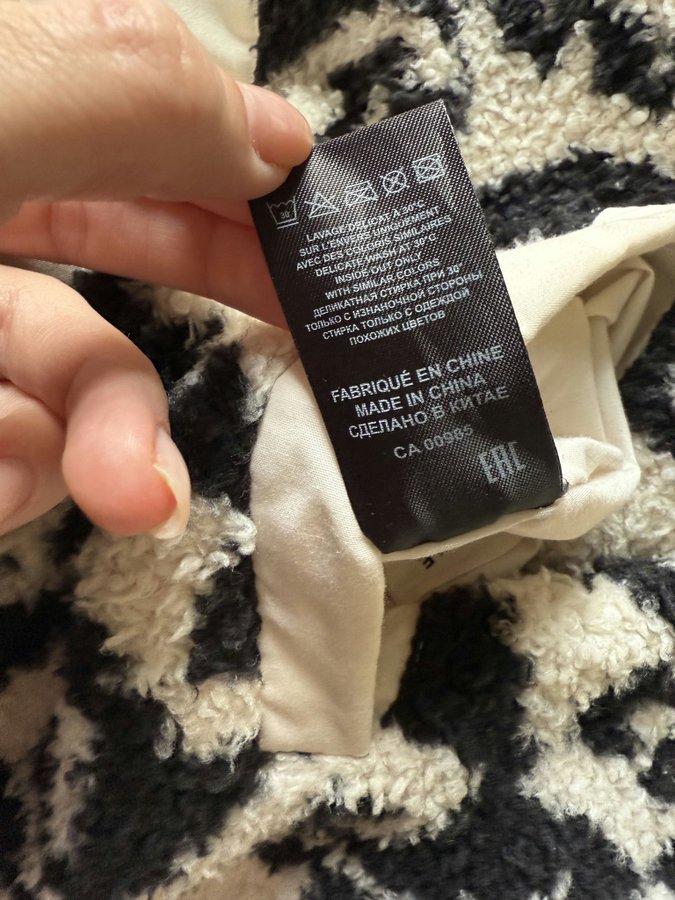 30
LAVAGE DÉLICAT À 30°C
SUR L'ENVERS UNIQUEMENT
AVEC DES COLORIS SIMILAIRES
DELICATE WASH AT 30°C
INSIDE OUT ONLY
WITH SIMILAR COLORS
ДЕЛИКАТНАЯ СТИРКА ПРИ 30°
ТОЛЬКО С ИЗНАНОЧНОЙ СТОРОНЫ
СТИРКА ТОЛЬКО С ОДЕЖДОЙ
ПОХОЖИХ ЦВЕТОВ
FABRIQUÉ EN CHINE
MADE IN CHINA
СДЕЛАНО В КИТАЕ
CA 00985
EAC